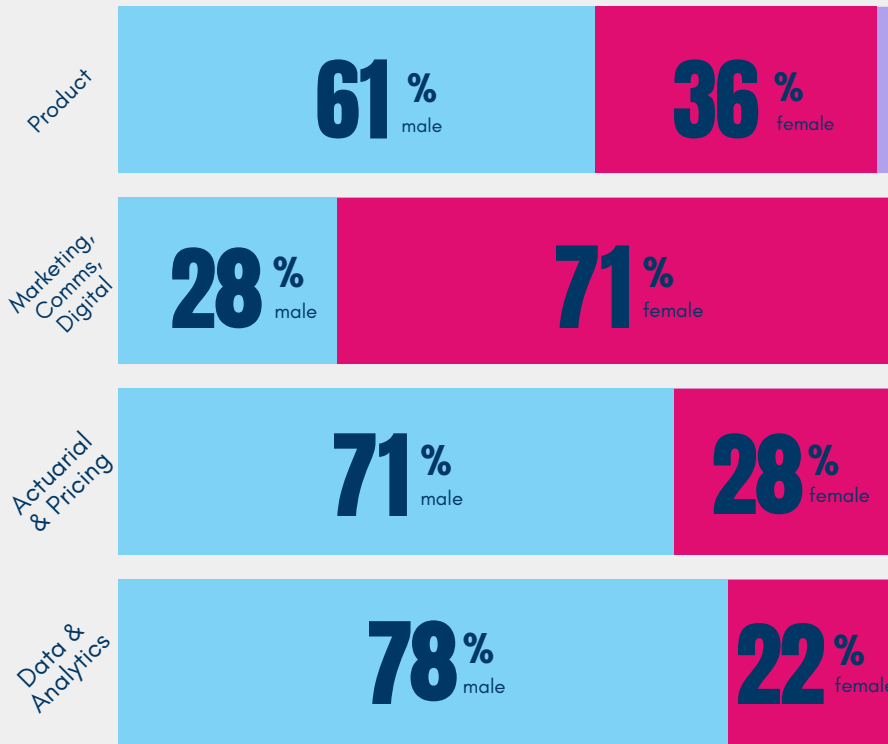 Product
61 %
male
36 %
female
Marketing,
Comms,
Digital
28 %
male
71 %
female
Actuarial
& Pricing
71 %
male
28 %
female
Data &
Analytics
78 %
male
22 %
female